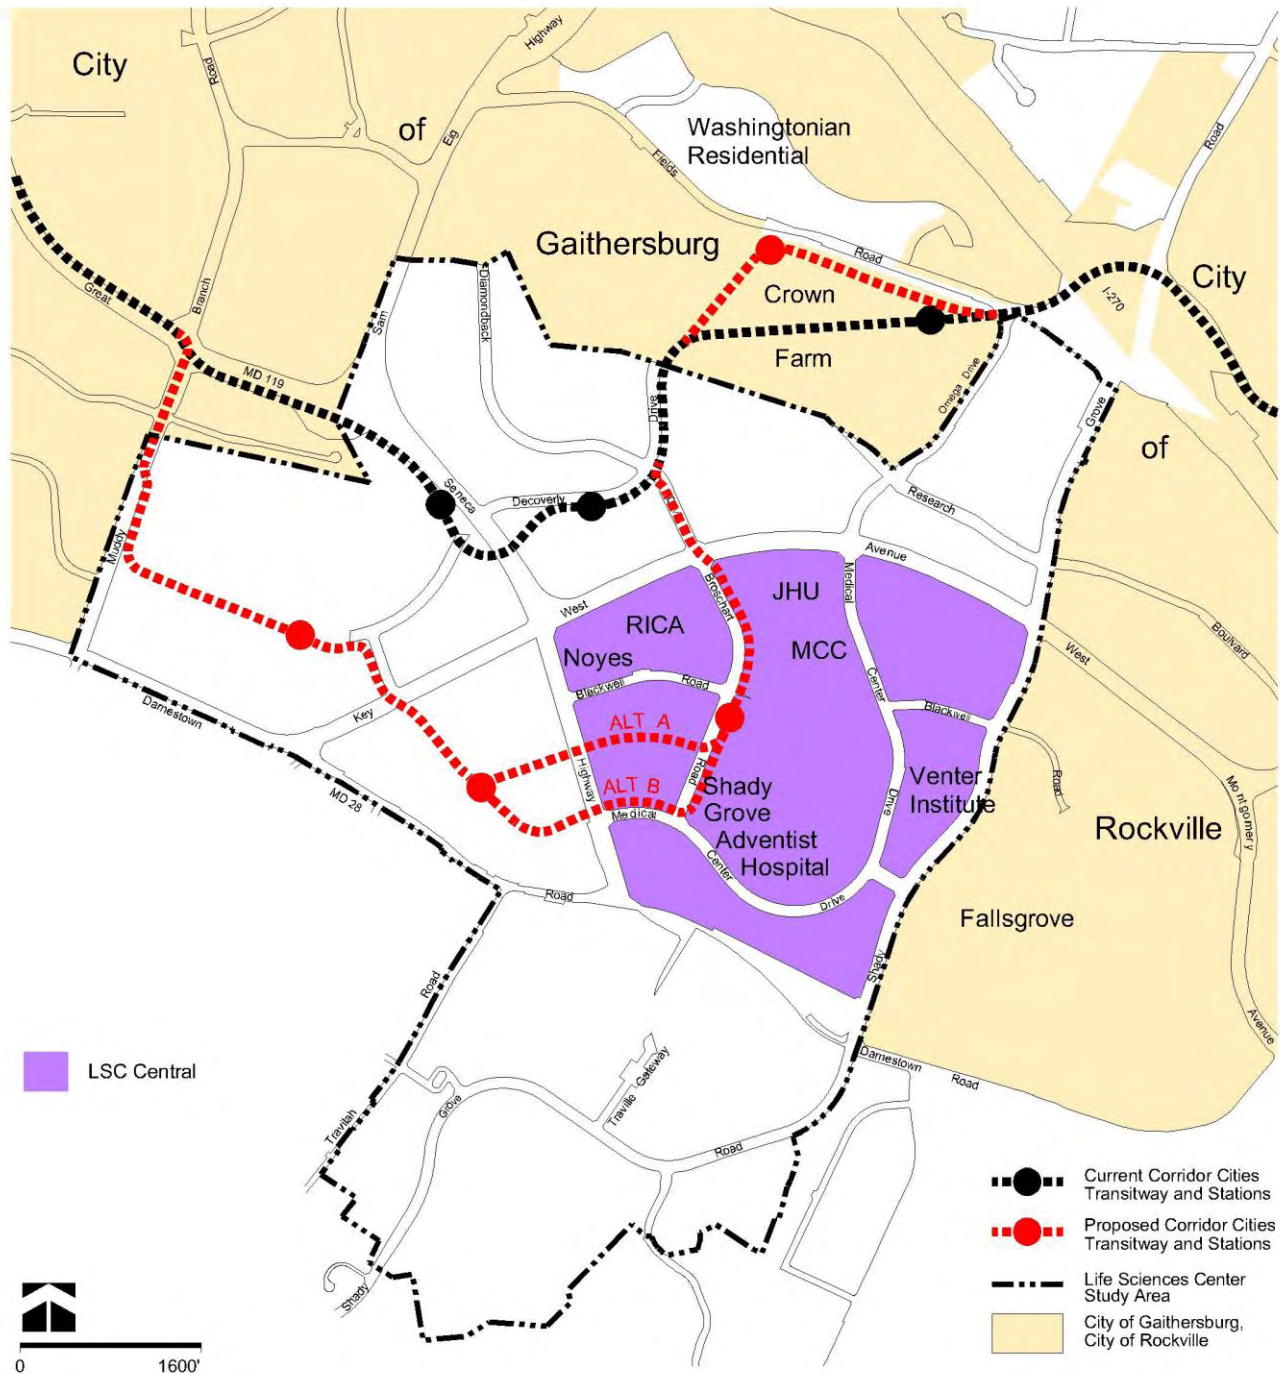 City
of
Gaithersburg
Highway
Road
Eig
Washingtonian
Residential
Fields
Road
Road
City
I-270
Crown
Farm
Great
Branch
Sam
Diamondback
MD 119
Drive
Omega Drive
Grove
of
Seneca
Decoverly
Research
Muddy
Avenue
West
Broschart
JHU
Medical
RICA
MCC
Noyes
Blackwell
Road
Center
Blackwell
West
Boulvard
Darnestown
Key
ALT A
Highway
ALT B
Road
Shady
Grove
Adventist
Hospital
Venter
Institute
Road
Montgomery
MD 28
Medical
Center
Drive
Drive
Rockville
Road
Fallsgrove
Shady
Avenue
Road
LSC Central
Darnestown
Road
Traville Gateway
Grove
Travilah
Road
Shady
Current Corridor Cities
Transitway and Stations
Proposed Corridor Cities
Transitway and Stations
Life Sciences Center
Study Area
City of Gaithersburg,
City of Rockville
0 1600'